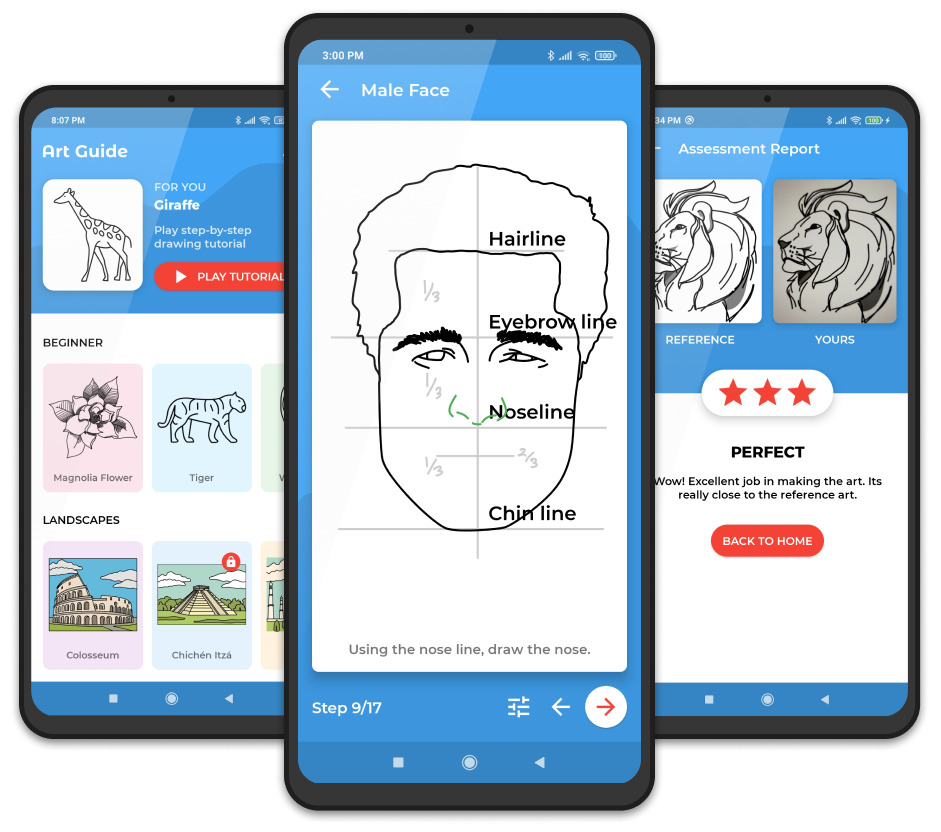 8:07 PM
Art Guide
FOR YOU
Giraffe
Play step-by-step
drawing tutorial
PLAY TUTORIAL
BEGINNER
Magnolia Flower
Tiger
LANDSCAPES
Colosseum
Chichén Itzá
3:00 PM
100
Male Face
Hairline
1/3
Eyebrow line
1/3
Noseline
1/3
2/3
Chin line
Using the nose line, draw the nose.
Step 9/17
34 PM
100
Assessment Report
REFERENCE
YOURS
PERFECT
Wow! Excellent job in making the art. Its
really close to the reference art.
BACK TO HOME